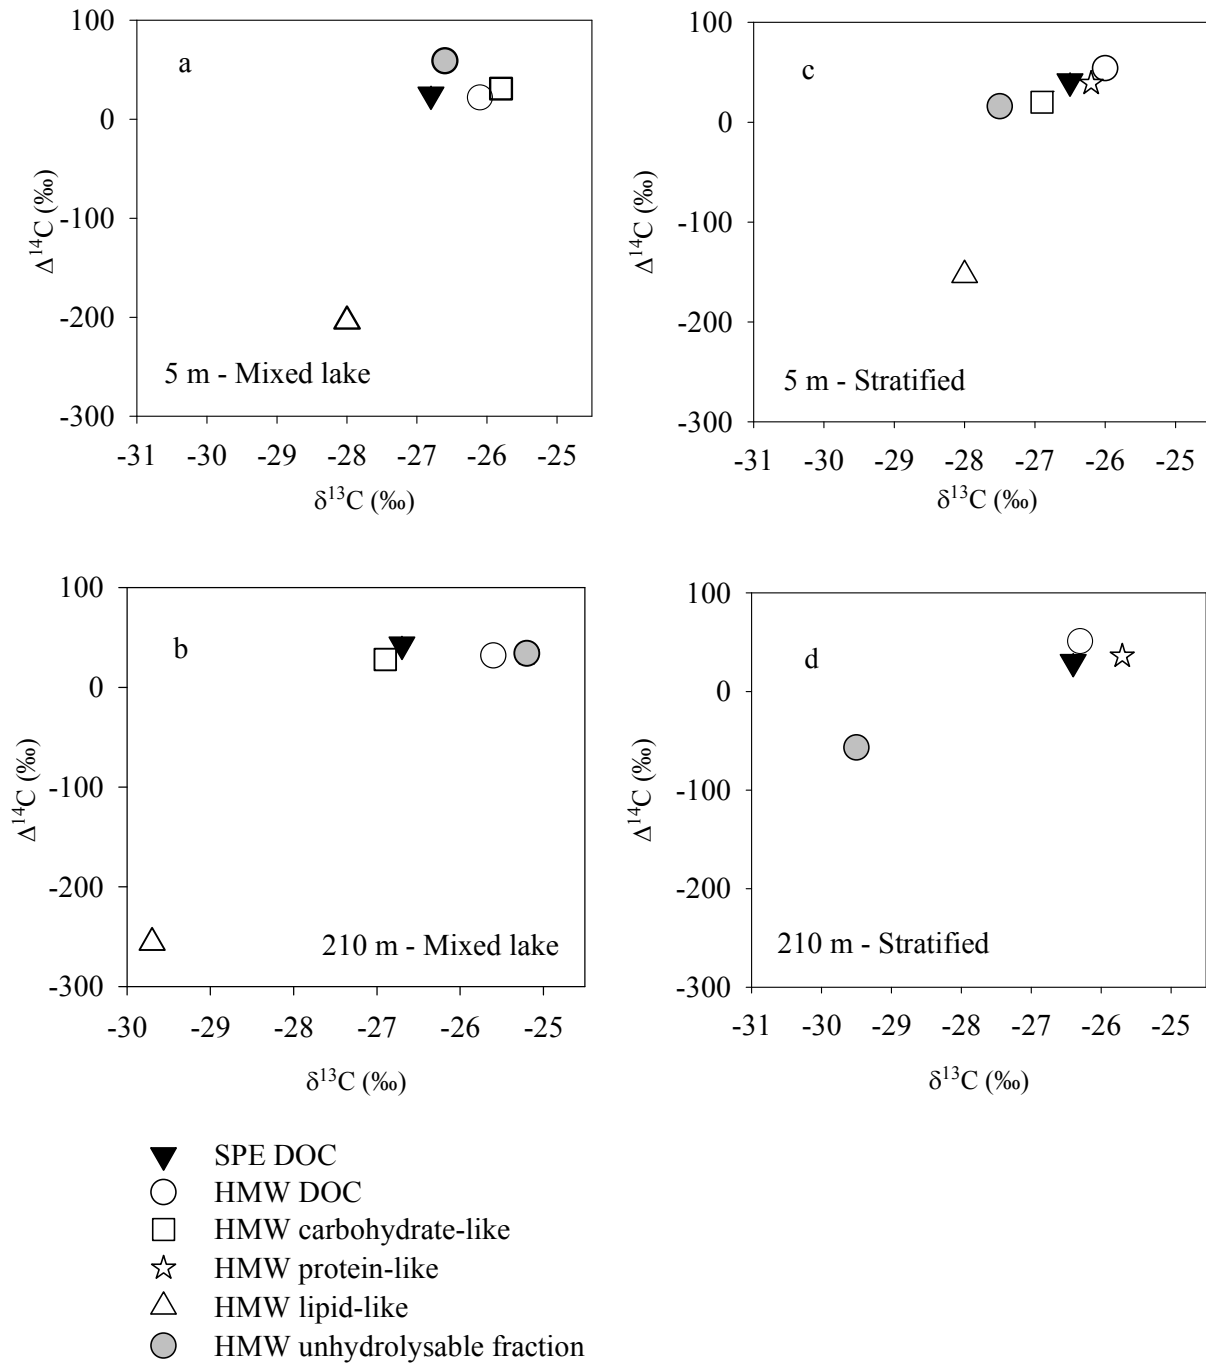 100
0
-100
-200
-300
Δ¹⁴C (‰)
a
5 m - Mixed lake
-31 -30 -29 -28 -27 -26 -25
δ¹³C (‰)
100
0
-100
-200
-300
Δ¹⁴C (‰)
c
5 m - Stratified
-31 -30 -29 -28 -27 -26 -25
δ¹³C (‰)
100
0
-100
-200
-300
Δ¹⁴C (‰)
b
210 m - Mixed lake
-30 -29 -28 -27 -26 -25
δ¹³C (‰)
100
0
-100
-200
-300
Δ¹⁴C (‰)
d
210 m - Stratified
-31 -30 -29 -28 -27 -26 -25
δ¹³C (‰)
SPE DOC
HMW DOC
HMW carbohydrate-like
HMW protein-like
HMW lipid-like
HMW unhydrolysable fraction